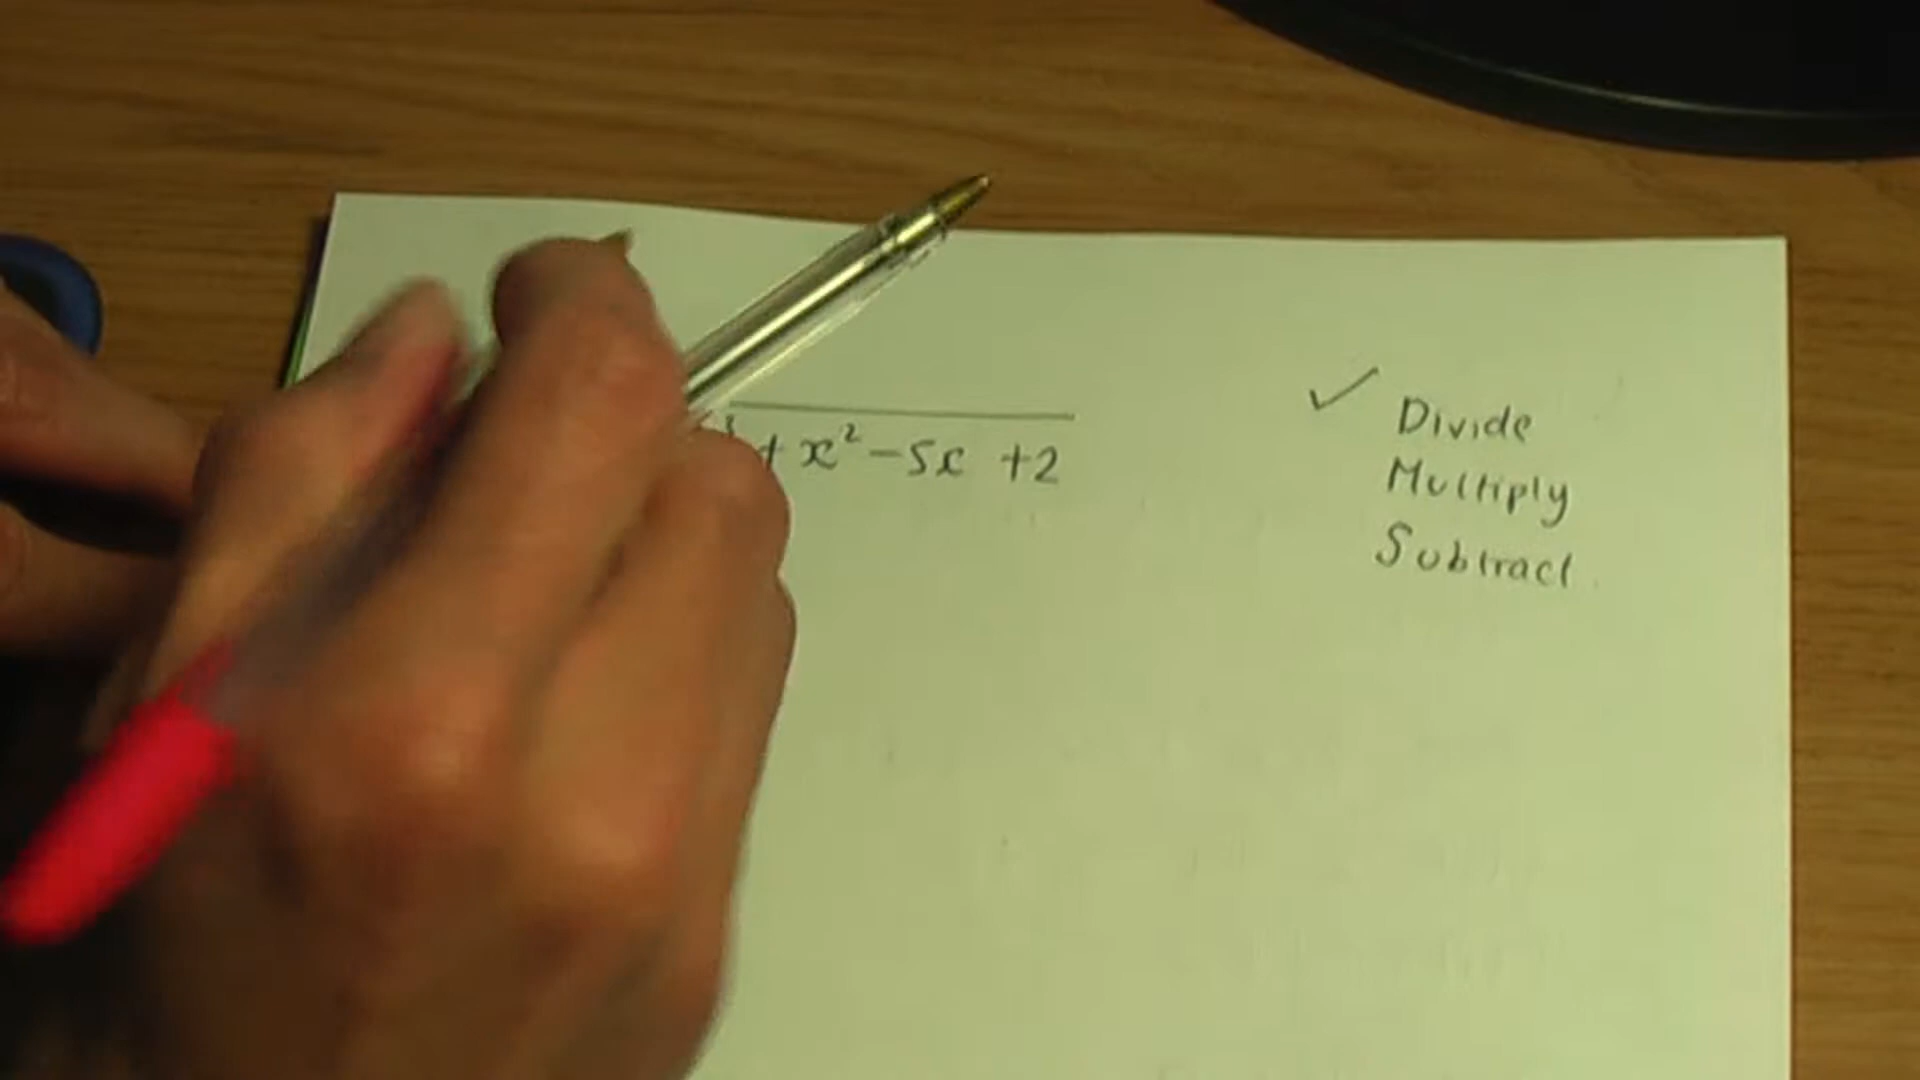 + x² - 5x + 2
✓ Divide
Multiply
Subtract